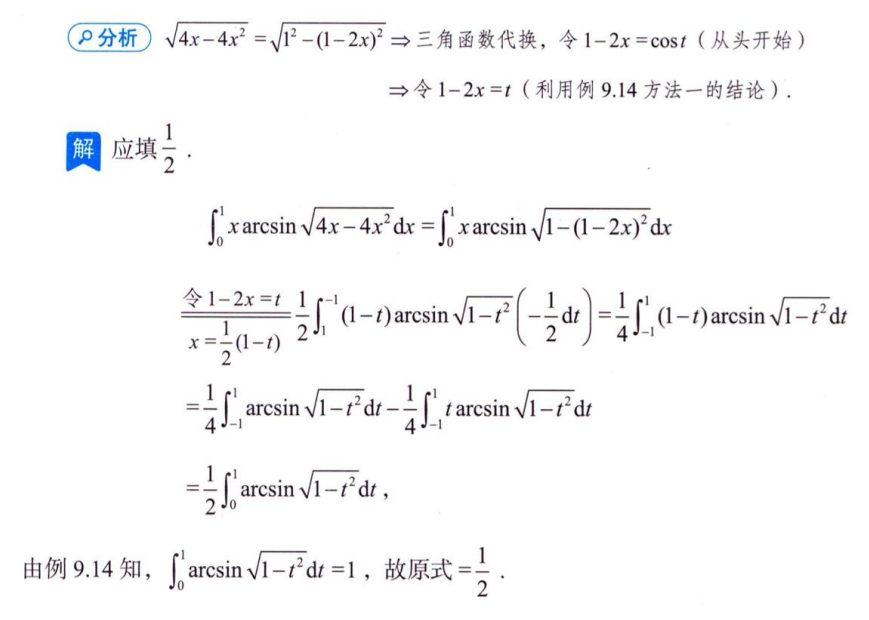 分析 √(4x−4x²) = √(1²−(1−2x)²) ⇒ 三角函数代换，令 1−2x = cos t（从头开始）
⇒ 令 1−2x = t（利用例 9.14 方法一的结论）.
解 应填 1/2 .
∫₀¹ x arcsin √(4x−4x²) dx = ∫₀¹ x arcsin √(1−(1−2x)²) dx
令 1−2x = t x = 1/2 (1−t) 1/2 ∫₁⁻¹ (1−t) arcsin √(1−t²) (−1/2 dt) = 1/4 ∫₋₁¹ (1−t) arcsin √(1−t²) dt
= 1/4 ∫₋₁¹ arcsin √(1−t²) dt − 1/4 ∫₋₁¹ t arcsin √(1−t²) dt
= 1/2 ∫₀¹ arcsin √(1−t²) dt ,
由例 9.14 知，∫₀¹ arcsin √(1−t²) dt = 1，故原式 = 1/2 .